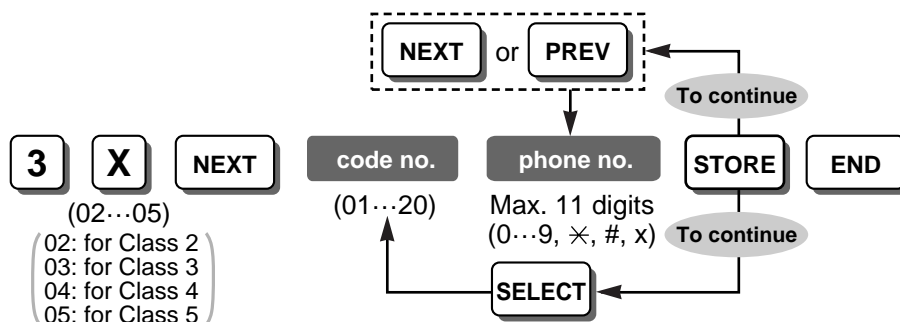 NEXT or PREV
To continue
3 X NEXT code no. phone no. STORE END
(02···05) (01···20) Max. 11 digits
(0···9, ✳, #, x) To continue
02: for Class 2
03: for Class 3
04: for Class 4
05: for Class 5
SELECT